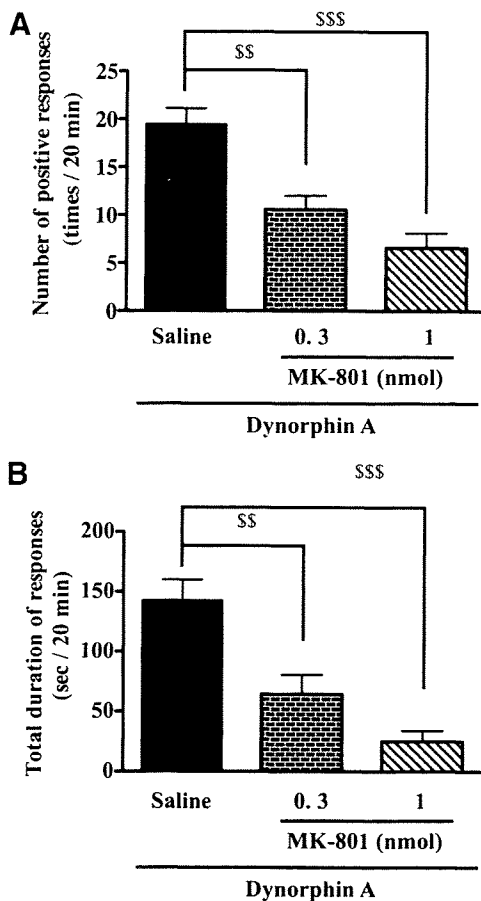 A
$$$
$$
Number of positive responses
(times / 20 min)
25
20
15
10
5
0
Saline
0. 3
1
MK-801 (nmol)
Dynorphin A
B
$$$
$$
Total duration of responses
(sec / 20 min)
200
150
100
50
0
Saline
0. 3
1
MK-801 (nmol)
Dynorphin A